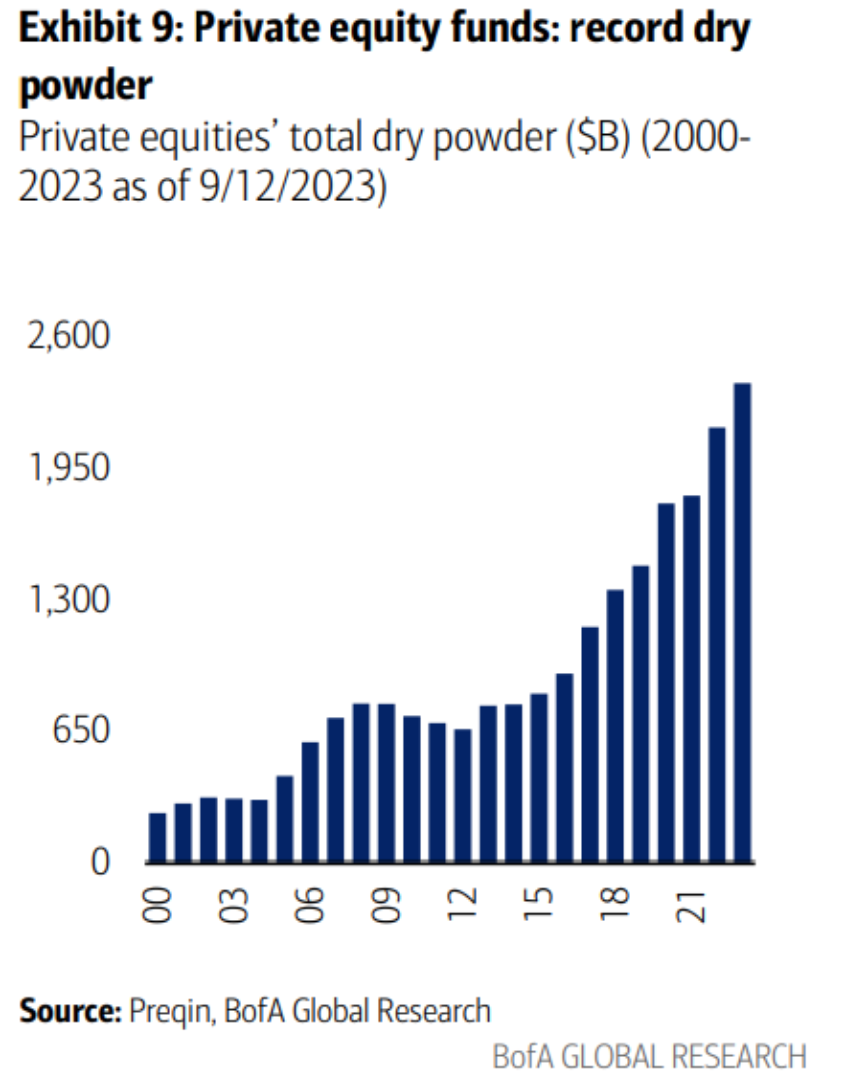 Exhibit 9: Private equity funds: record dry
powder
Private equities’ total dry powder ($B) (2000-
2023 as of 9/12/2023)
2,600
1,950
1,300
650
0
00 03 06 09 12 15 18 21
Source: Preqin, BofA Global Research
BofA GLOBAL RESEARCH